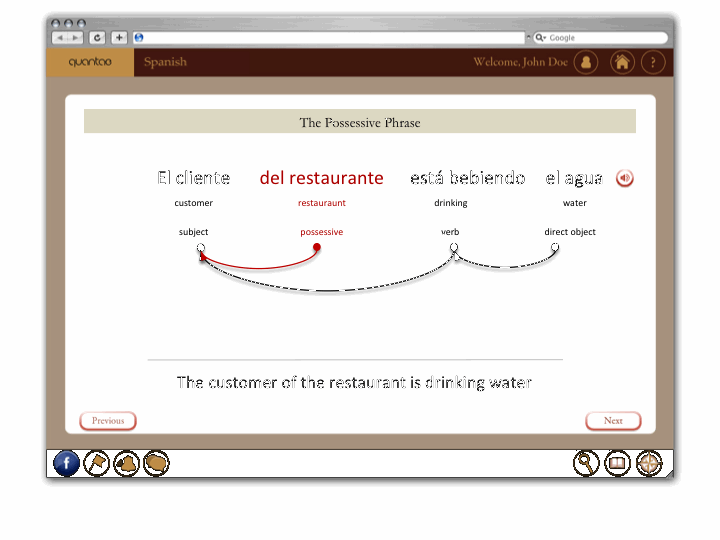 Google
quantao Spanish Welcome, John Doe ?
The Possessive Phrase
El cliente del restaurante está bebiendo el agua
customer restauraunt drinking water
subject possessive verb direct object
The customer of the restaurant is drinking water
Previous Next
f